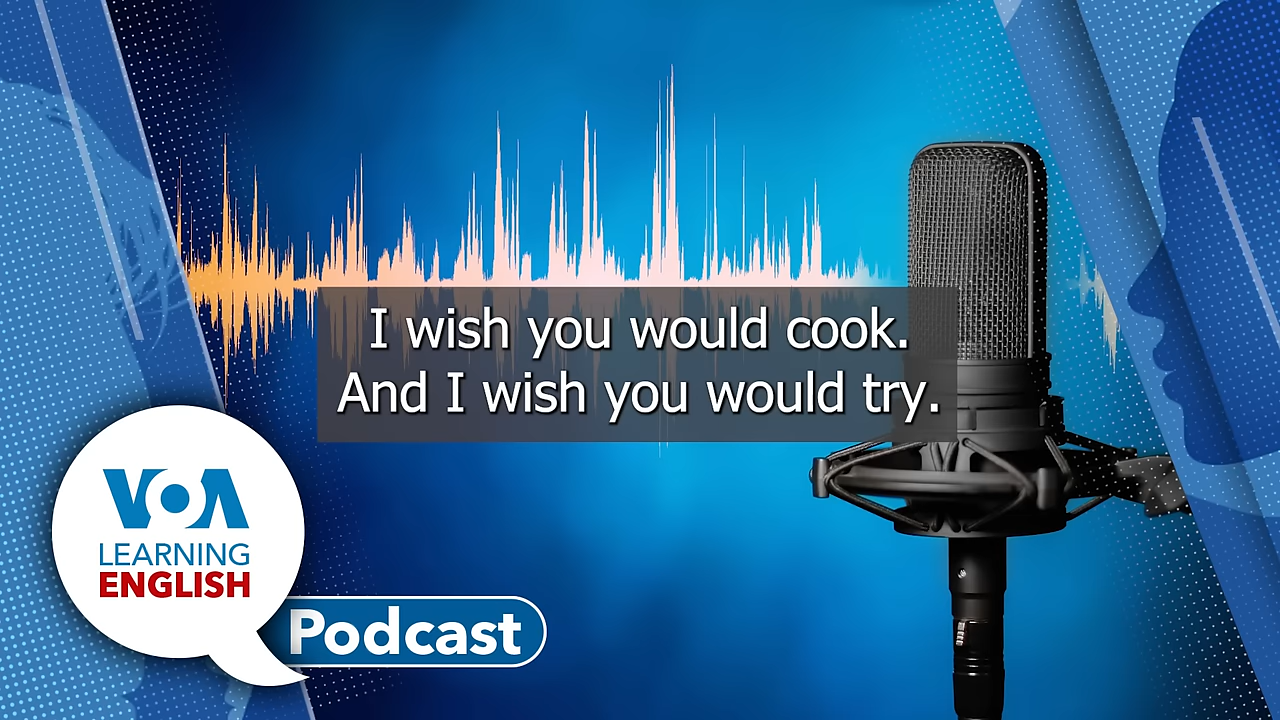 I wish you would cook.
And I wish you would try.
VOA
LEARNING
ENGLISH
Podcast